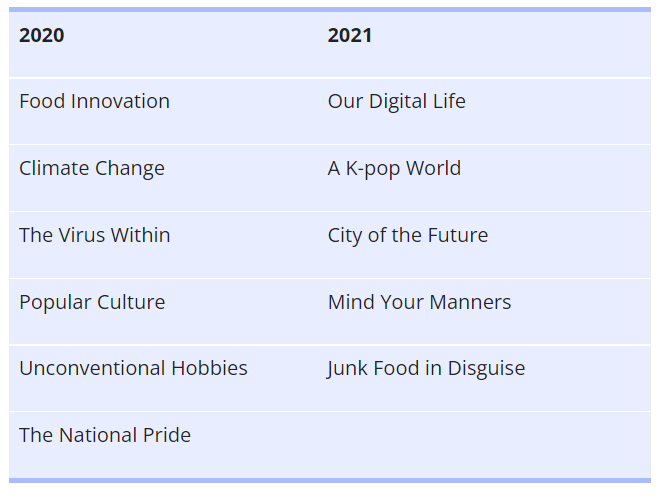 2020 2021
Food Innovation Our Digital Life
Climate Change A K-pop World
The Virus Within City of the Future
Popular Culture Mind Your Manners
Unconventional Hobbies Junk Food in Disguise
The National Pride